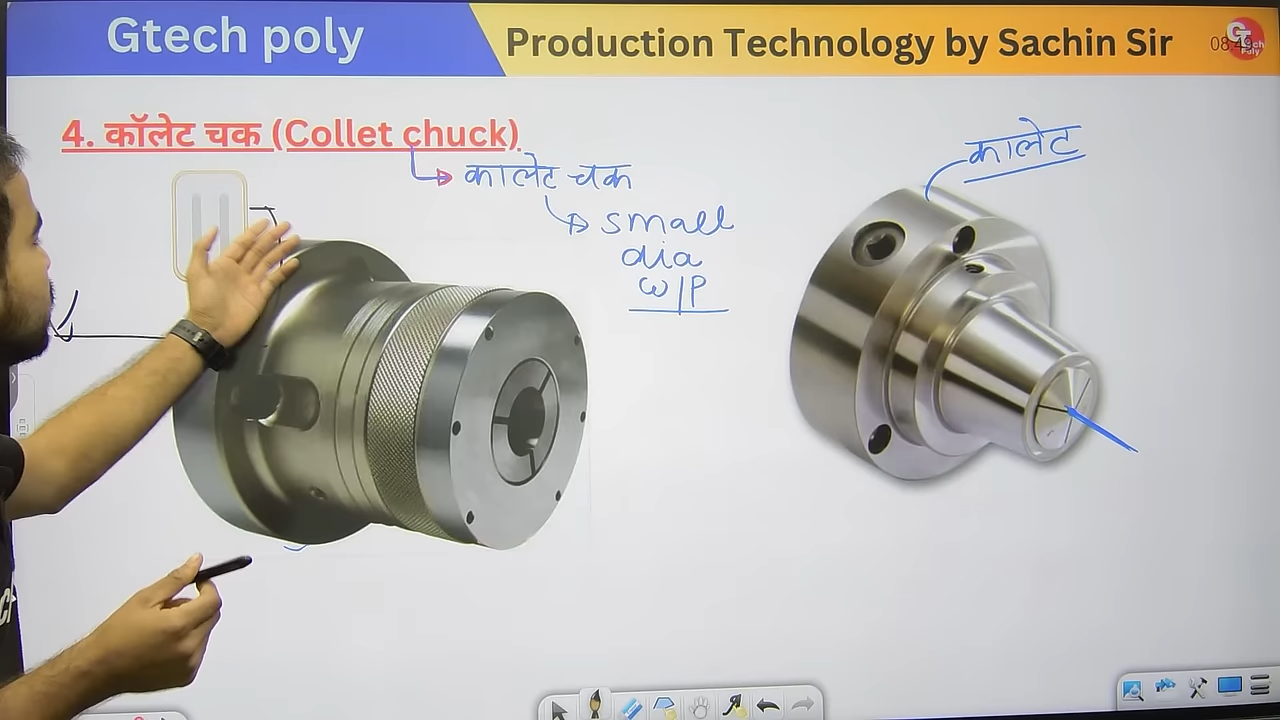 Gtech poly
Production Technology by Sachin Sir
4. कॉलेट चक (Collet chuck)
कालेट चक
small
dia
w/P
कालेट